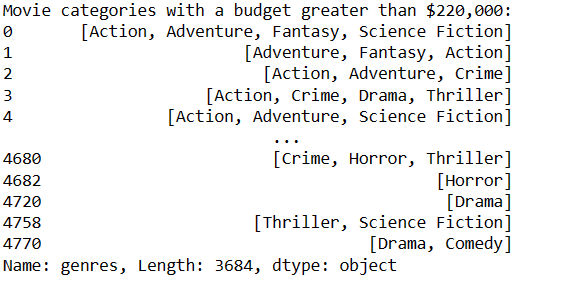 Movie categories with a budget greater than $220,000:
0 [Action, Adventure, Fantasy, Science Fiction]
1 [Adventure, Fantasy, Action]
2 [Action, Adventure, Crime]
3 [Action, Crime, Drama, Thriller]
4 [Action, Adventure, Science Fiction]
...
4680 [Crime, Horror, Thriller]
4682 [Horror]
4720 [Drama]
4758 [Thriller, Science Fiction]
4770 [Drama, Comedy]
Name: genres, Length: 3684, dtype: object